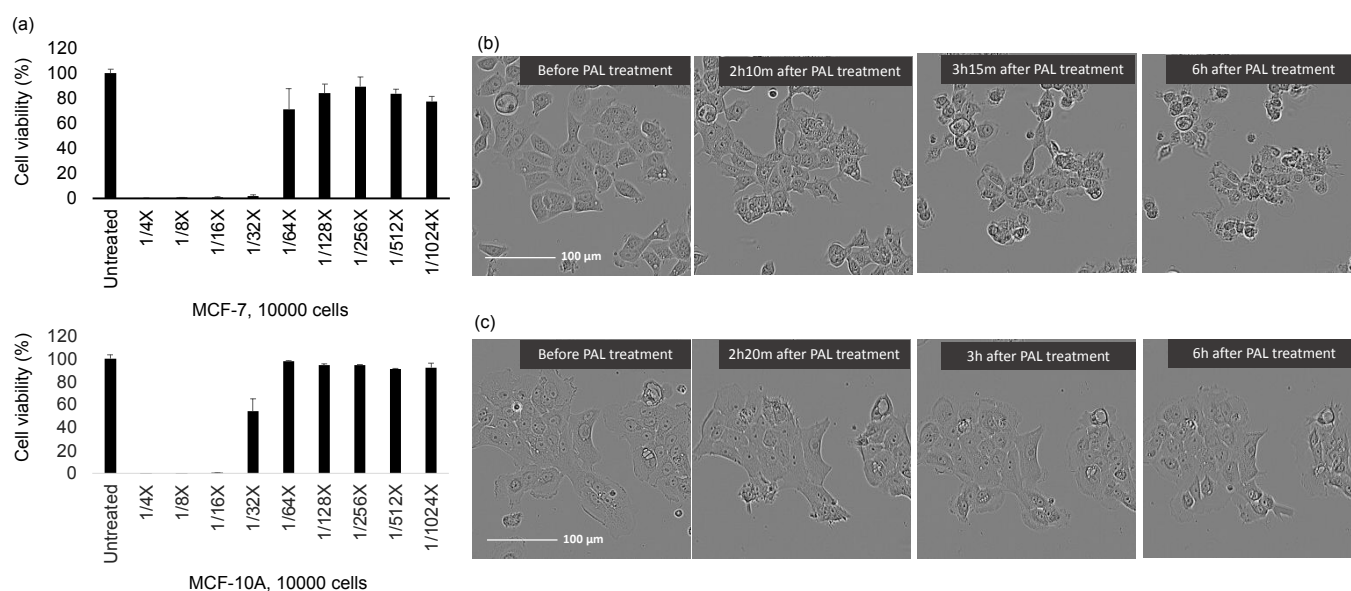 (a)
Cell viability (%)
120
100
80
60
40
20
0
Untreated
1/4X
1/8X
1/16X
1/32X
1/64X
1/128X
1/256X
1/512X
1/1024X
MCF-7, 10000 cells
Cell viability (%)
120
100
80
60
40
20
0
Untreated
1/4X
1/8X
1/16X
1/32X
1/64X
1/128X
1/256X
1/512X
1/1024X
MCF-10A, 10000 cells
(b)
Before PAL treatment
2h10m after PAL treatment
3h15m after PAL treatment
6h after PAL treatment
100 μm
(c)
Before PAL treatment
2h20m after PAL treatment
3h after PAL treatment
6h after PAL treatment
100 μm